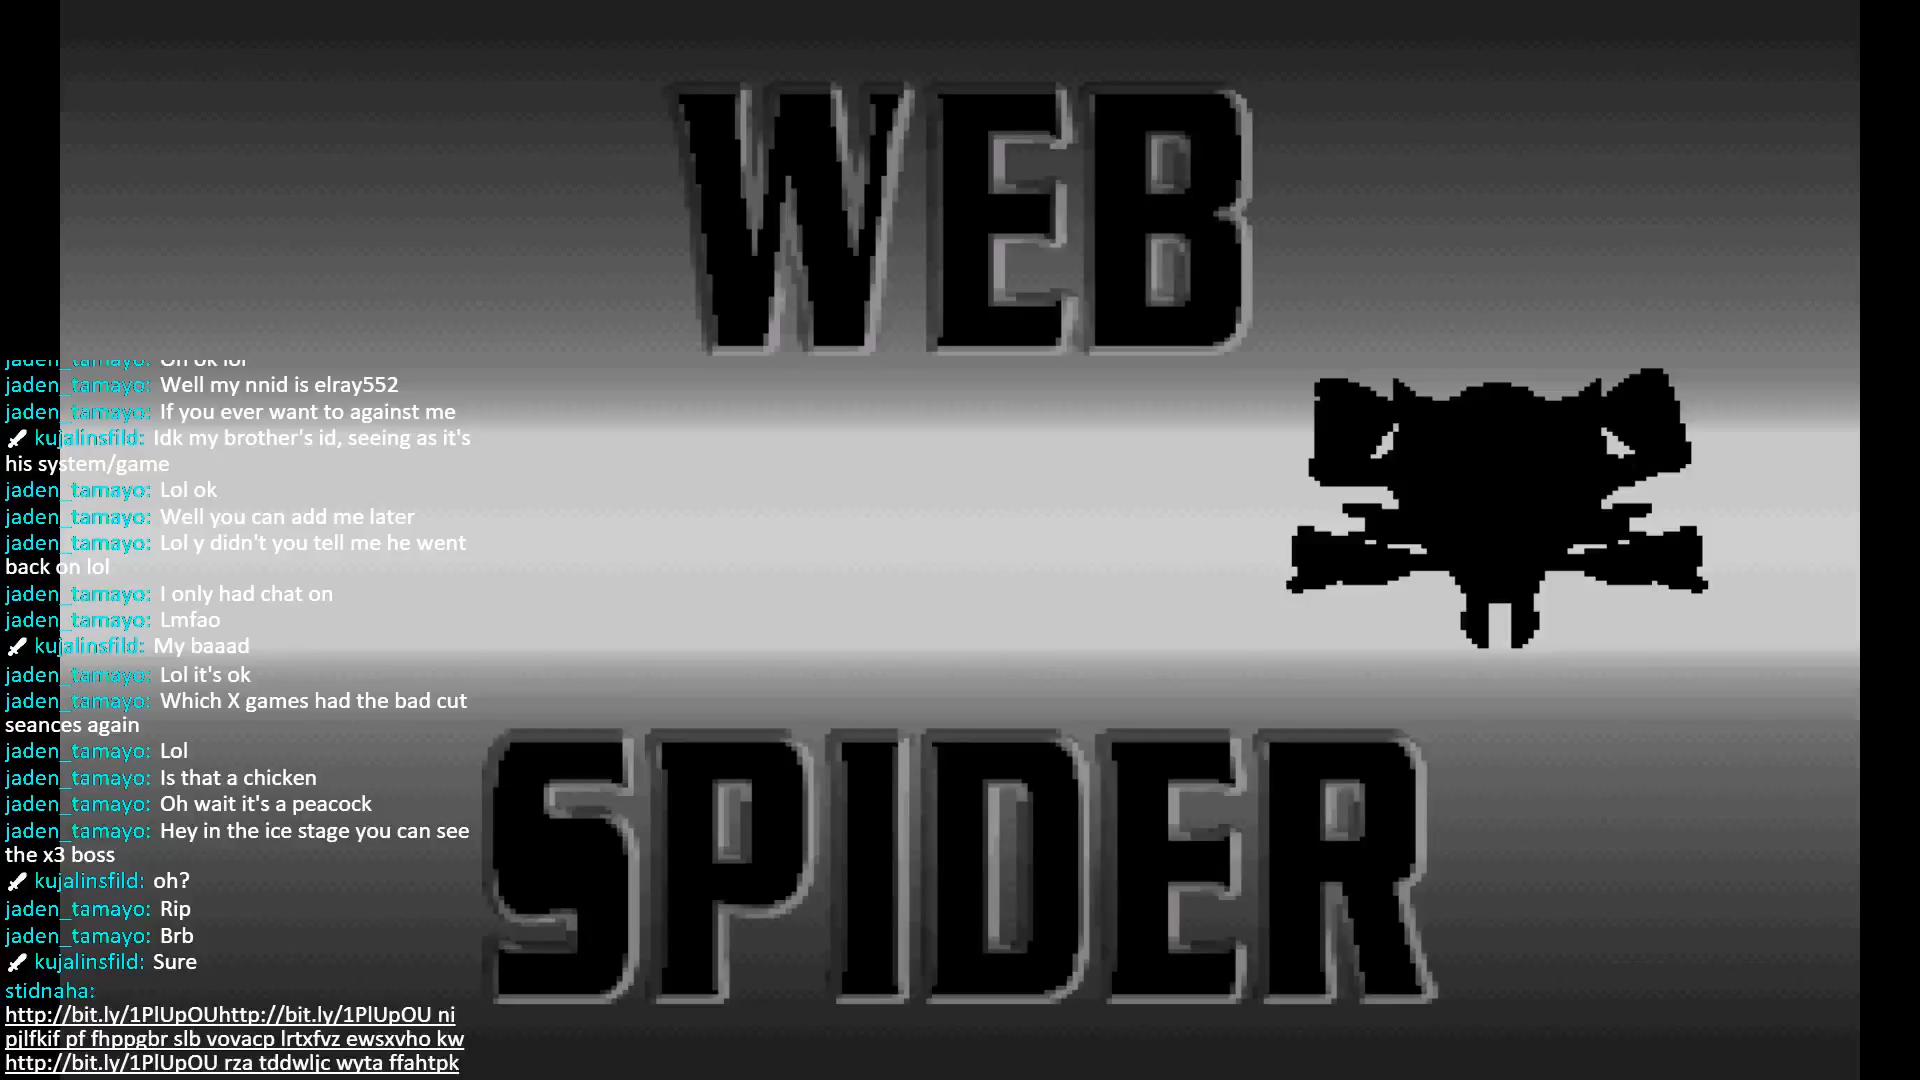 WEB
jaden_tamayo: Oh ok lol
jaden_tamayo: Well my nnid is elray552
jaden_tamayo: If you ever want to against me
kujalinsfild: Idk my brother's id, seeing as it's
his system/game
jaden_tamayo: Lol ok
jaden_tamayo: Well you can add me later
jaden_tamayo: Lol y didn't you tell me he went
back on lol
jaden_tamayo: I only had chat on
jaden_tamayo: Lmfao
kujalinsfild: My baaad
jaden_tamayo: Lol it's ok
jaden_tamayo: Which X games had the bad cut
seances again
jaden_tamayo: Lol
jaden_tamayo: Is that a chicken
jaden_tamayo: Oh wait it's a peacock
jaden_tamayo: Hey in the ice stage you can see
the x3 boss
kujalinsfild: oh?
jaden_tamayo: Rip
jaden_tamayo: Brb
kujalinsfild: Sure
stidnaha:
http://bit.ly/1PlUpOUhttp://bit.ly/1PlUpOU ni
pjlfkif pf fhppgbr slb vovacp lrtxfvz ewsxvho kw
http://bit.ly/1PlUpOU rza tddwljc wyta ffahtpk
SPIDER